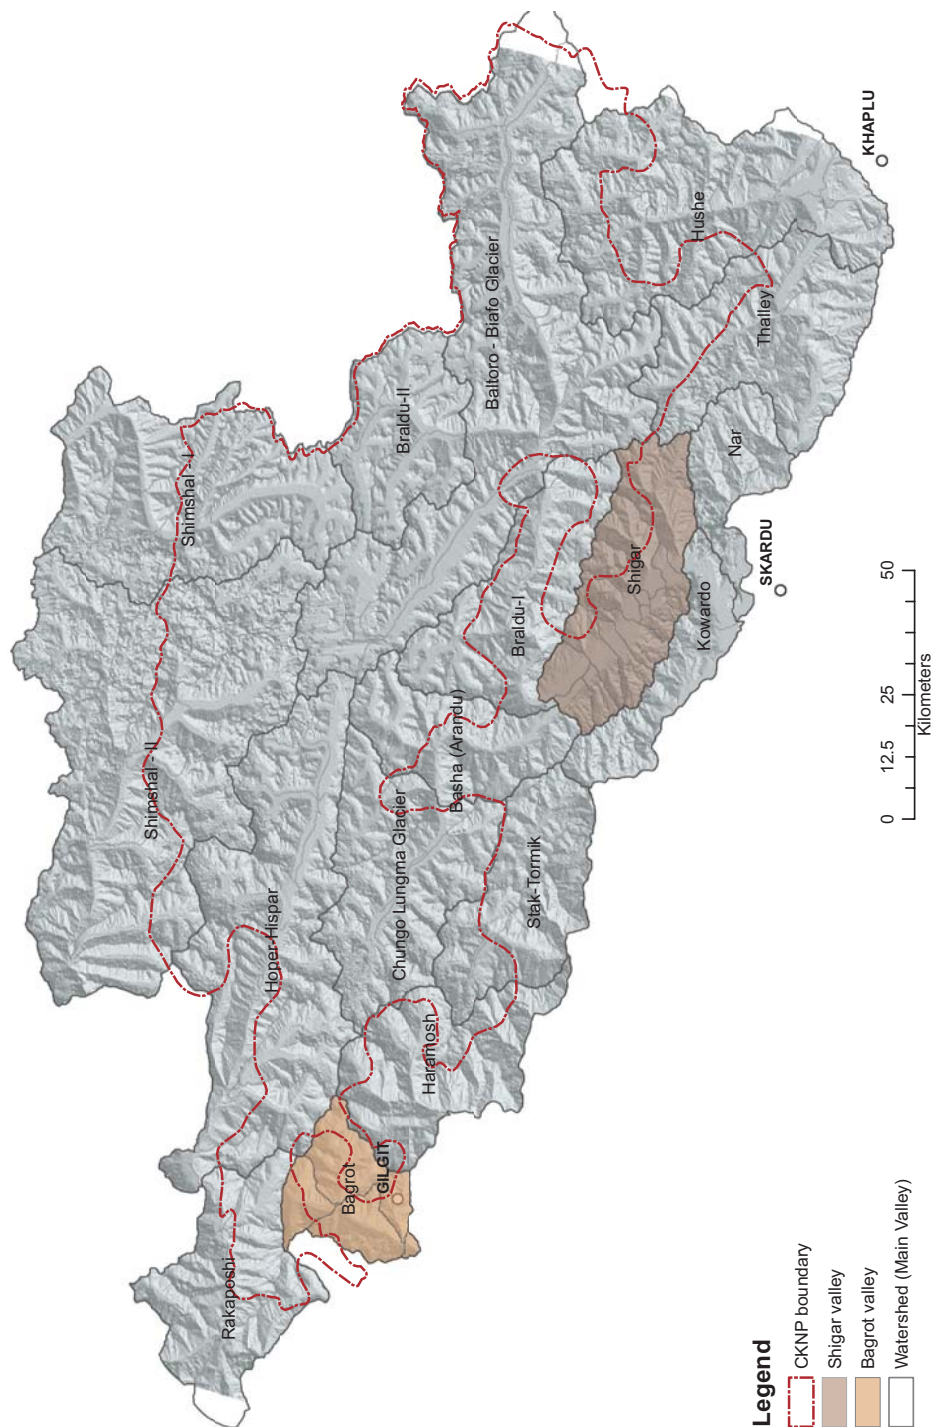 Shimshal - I
Shimshal - II
Braldu-II
Baltoro - Biafo Glacier
Hushe
KHAPLU
Thalley
Nar
Shigar
SKARDU
Kowardo
Braldu-I
Basha (Arandu)
Chungo Lungma Glacier
Hoper-Hispar
Stak-Tormik
Haramosh
GILGIT
Bagrot
Rakaposhi
0 12.5 25 50
Kilometers
Legend
CKNP boundary
Shigar valley
Bagrot valley
Watershed (Main Valley)